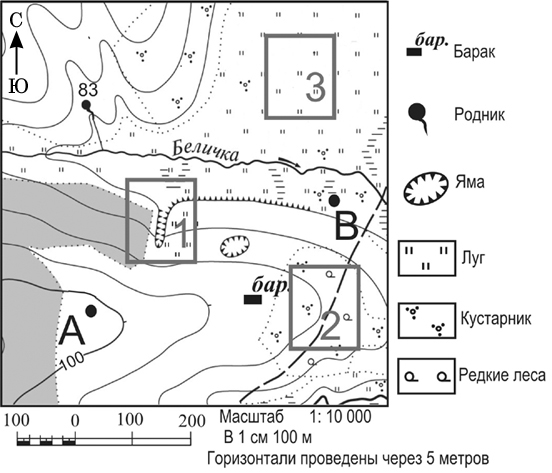 С
Ю
83
Беличка
1
2
3
А
В
бар.
100
бар.
Барак
Родник
Яма
Луг
Кустарник
Редкие леса
100 0 100 200
Масштаб 1: 10 000
В 1 см 100 м
Горизонтали проведены через 5 метров